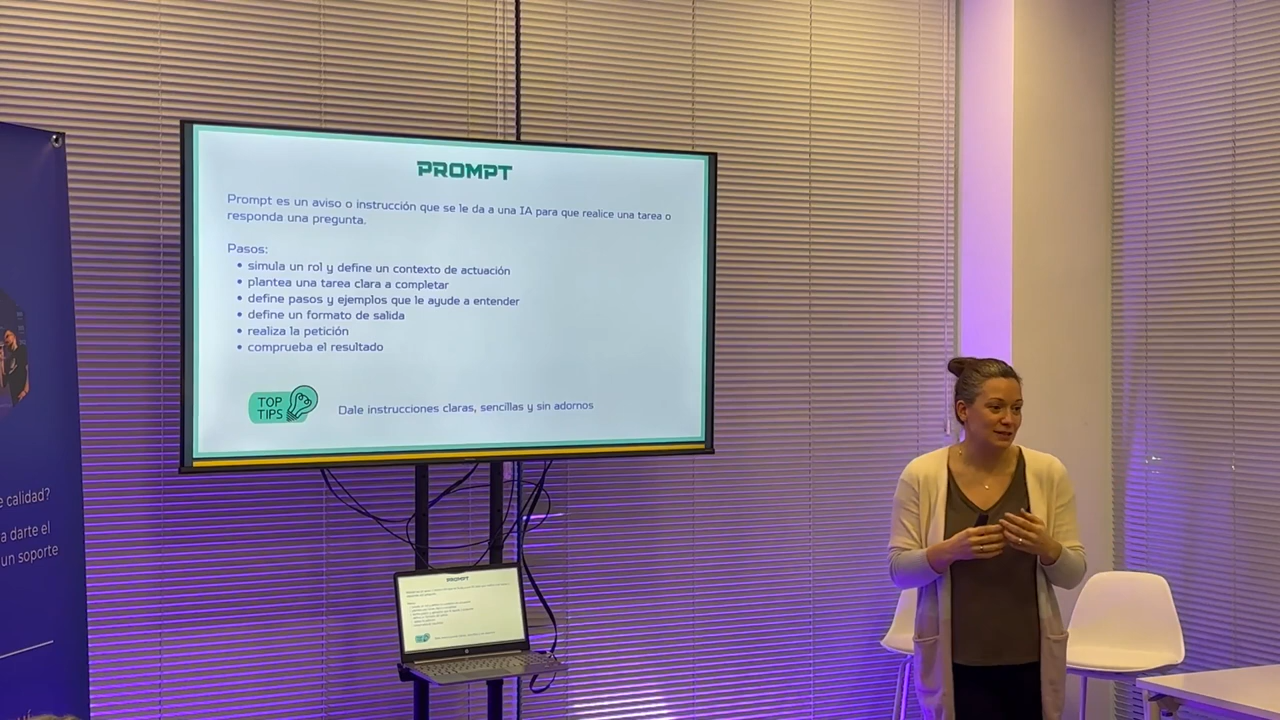 PROMPT
Prompt es un aviso o instrucción que se le da a una IA para que realice una tarea o
responda una pregunta.
Pasos:
• simula un rol y define un contexto de actuación
• plantea una tarea clara a completar
• define pasos y ejemplos que le ayude a entender
• define un formato de salida
• realiza la petición
• comprueba el resultado
TOP
TIPS
Dale instrucciones claras, sencillas y sin adornos
e calidad?
a darte el
un soporte
PROMPT